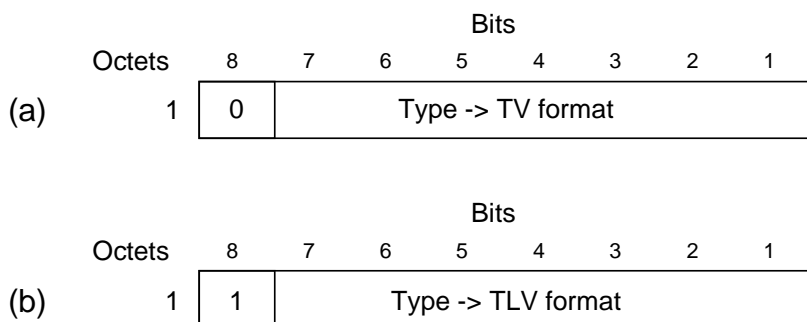 Bits
Octets 8 7 6 5 4 3 2 1
(a) 1 0 Type -> TV format
Bits
Octets 8 7 6 5 4 3 2 1
(b) 1 1 Type -> TLV format